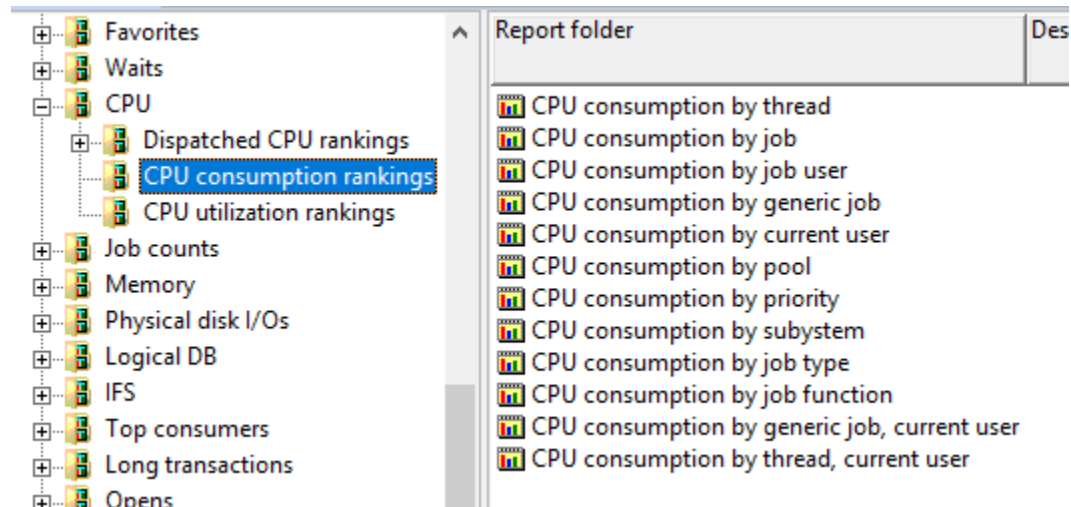 Favorites
Waits
CPU
Dispatched CPU rankings
CPU consumption rankings
CPU utilization rankings
Job counts
Memory
Physical disk I/Os
Logical DB
IFS
Top consumers
Long transactions
Opens
Report folder
Des
CPU consumption by thread
CPU consumption by job
CPU consumption by job user
CPU consumption by generic job
CPU consumption by current user
CPU consumption by pool
CPU consumption by priority
CPU consumption by subystem
CPU consumption by job type
CPU consumption by job function
CPU consumption by generic job, current user
CPU consumption by thread, current user